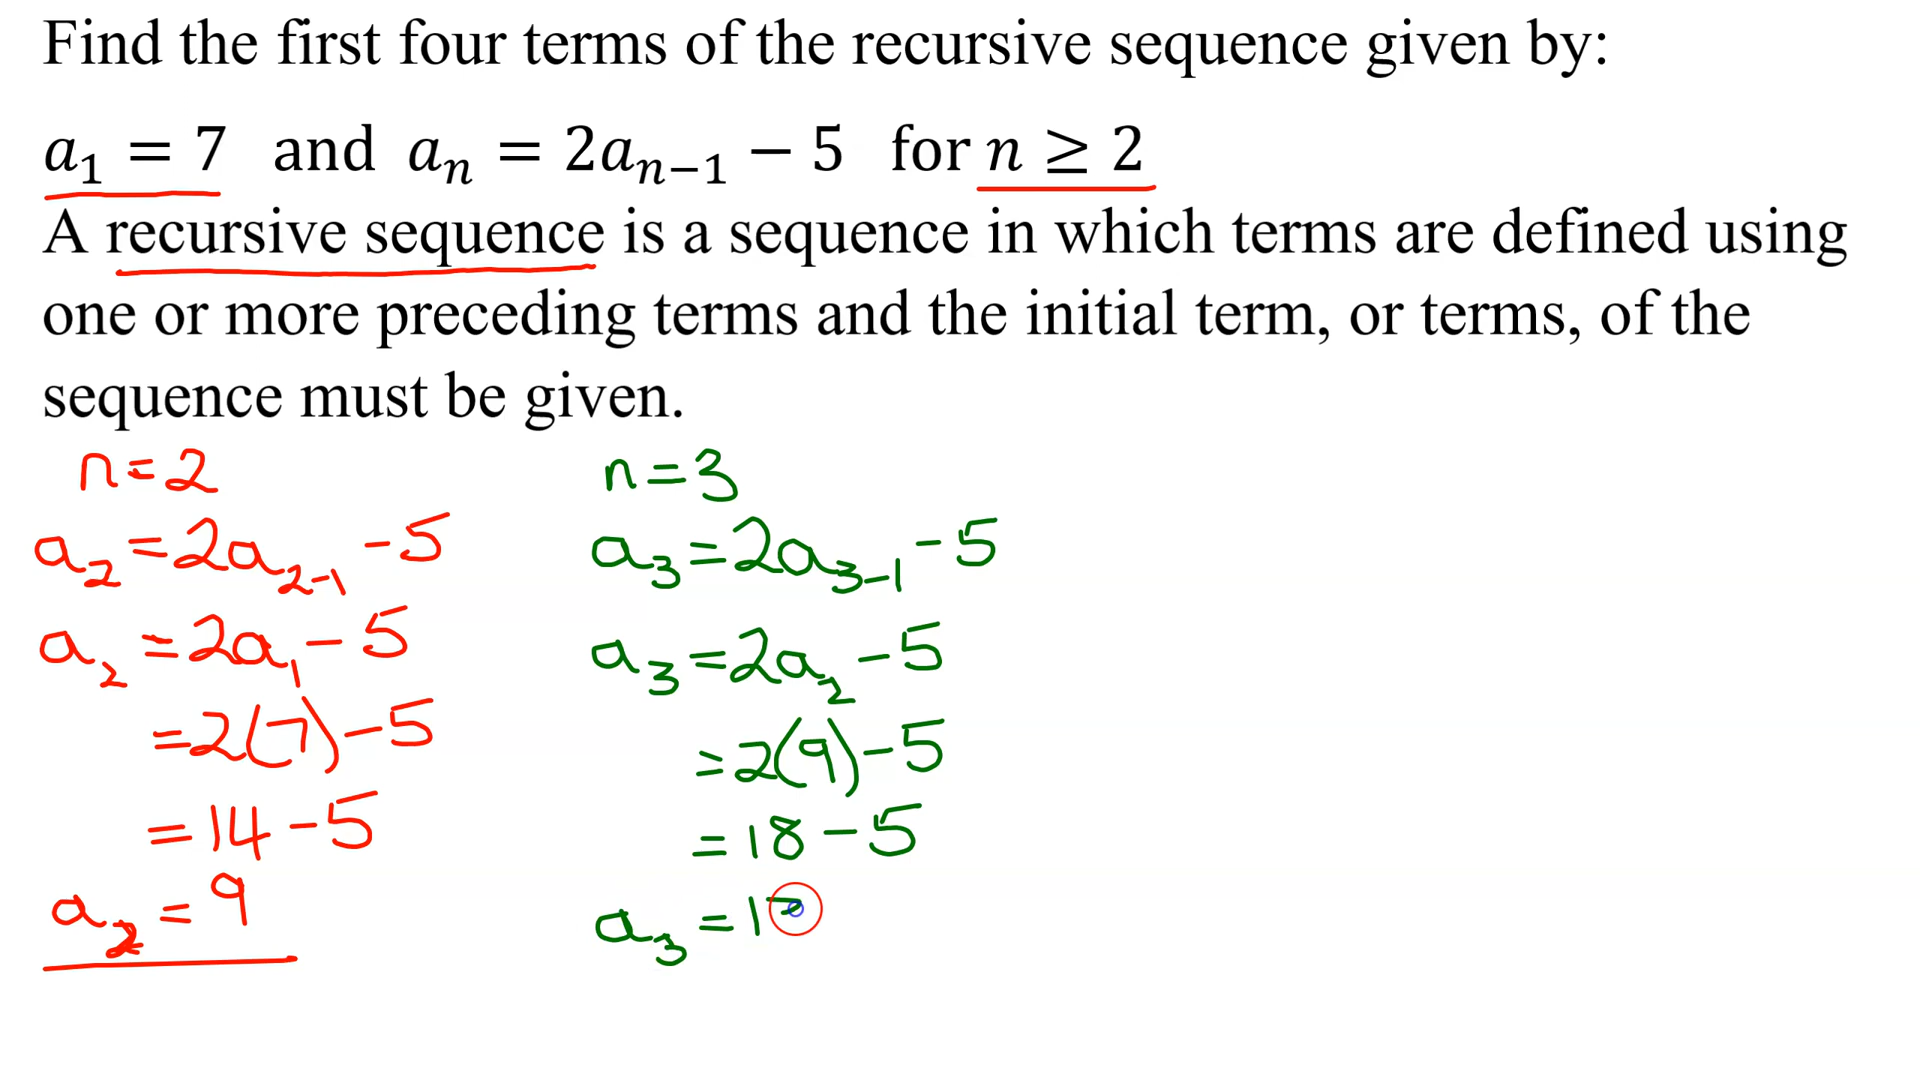 Find the first four terms of the recursive sequence given by:
a₁ = 7 and aₙ = 2aₙ₋₁ − 5 for n ≥ 2
A recursive sequence is a sequence in which terms are defined using
one or more preceding terms and the initial term, or terms, of the
sequence must be given.
n=2
a₂ = 2a₂₋₁ − 5
a₂ = 2a₁ − 5
= 2(7) − 5
= 14 − 5
a₂ = 9
n=3
a₃ = 2a₃₋₁ − 5
a₃ = 2a₂ − 5
= 2(9) − 5
= 18 − 5
a₃ = 1